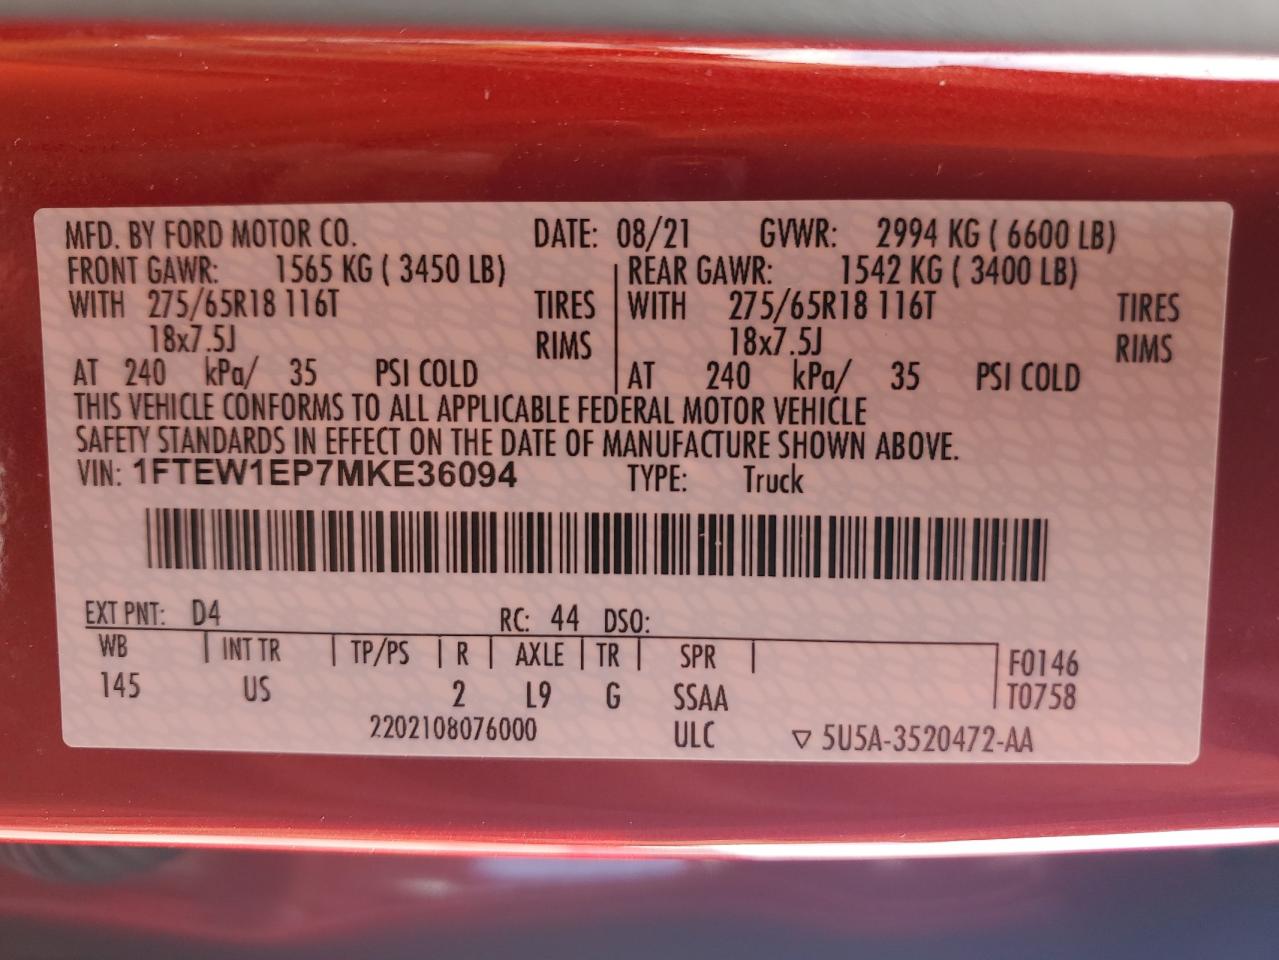 MFD. BY FORD MOTOR CO. DATE: 08/21 GVWR: 2994 KG ( 6600 LB)
FRONT GAWR: 1565 KG ( 3450 LB) REAR GAWR: 1542 KG ( 3400 LB)
WITH 275/65R18 116T TIRES WITH 275/65R18 116T TIRES
18x7.5J RIMS 18x7.5J RIMS
AT 240 kPa/ 35 PSI COLD AT 240 kPa/ 35 PSI COLD
THIS VEHICLE CONFORMS TO ALL APPLICABLE FEDERAL MOTOR VEHICLE
SAFETY STANDARDS IN EFFECT ON THE DATE OF MANUFACTURE SHOWN ABOVE.
VIN: 1FTEW1EP7MKE36094 TYPE: Truck
EXT PNT: D4 RC: 44 DSO:
WB INT TR TP/PS R AXLE TR SPR F0146
145 US 2 L9 G SSAA T0758
2202108076000 ULC ▽ 5U5A-3520472-AA